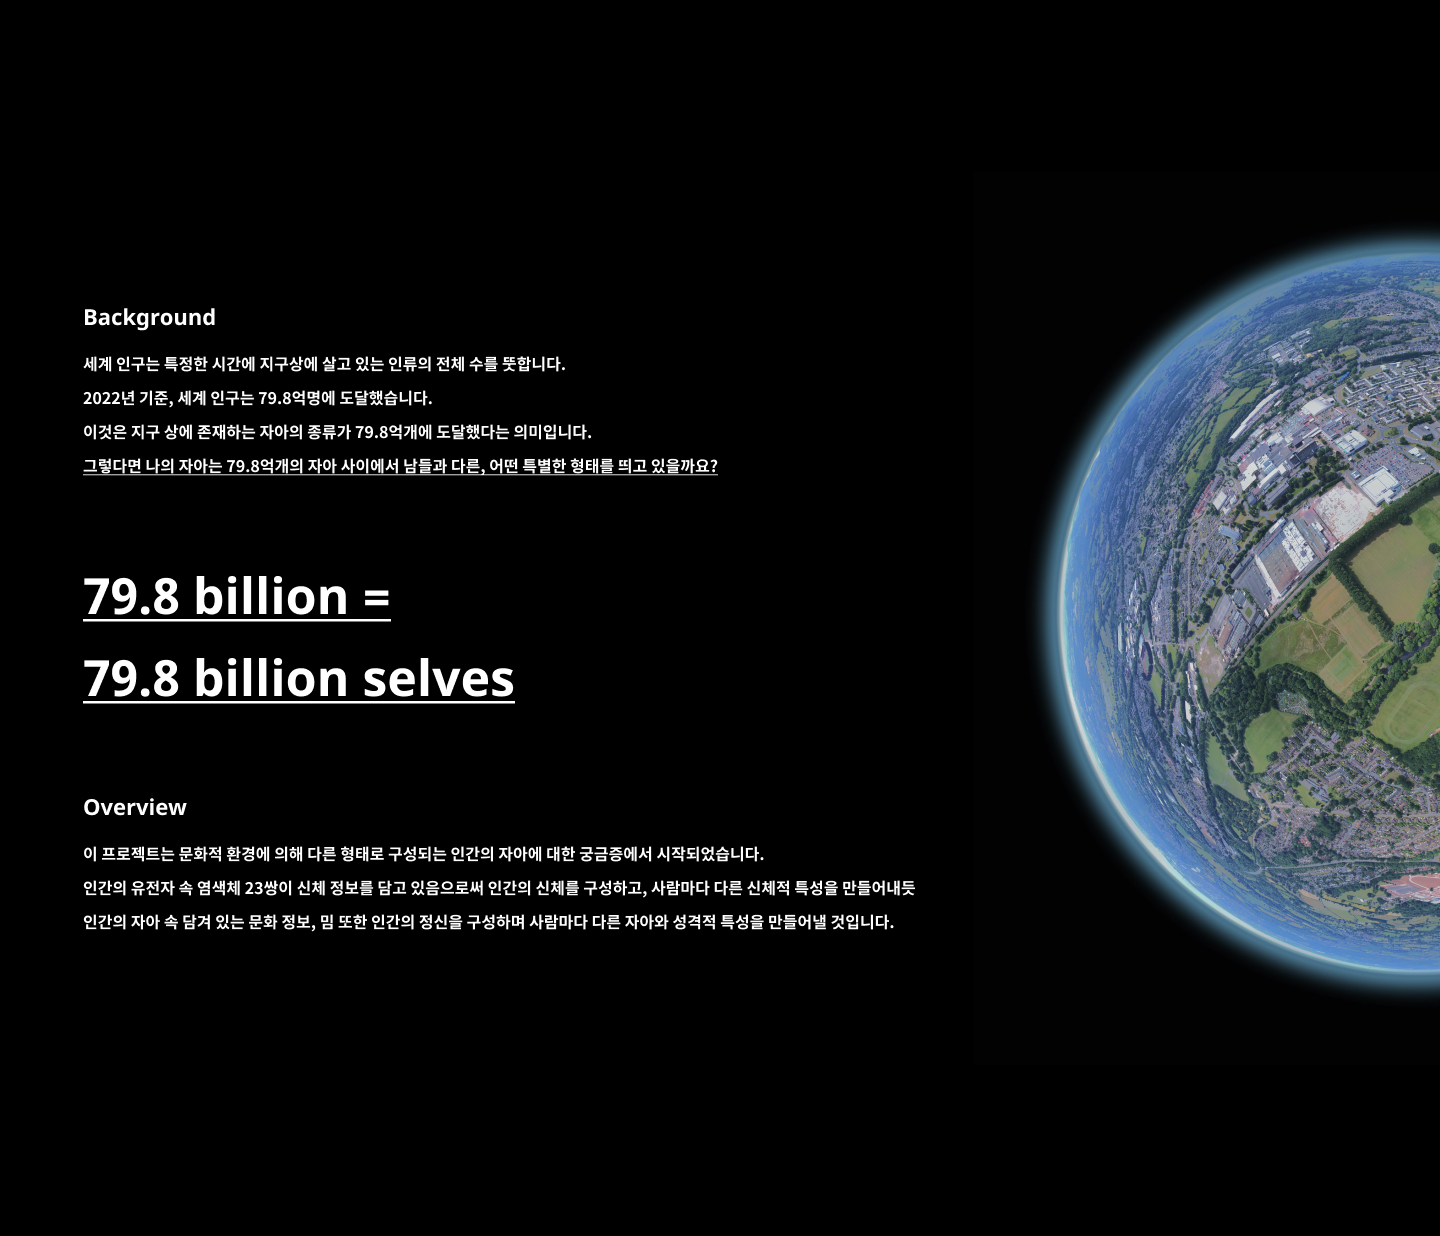 Background
세계 인구는 특정한 시간에 지구상에 살고 있는 인류의 전체 수를 뜻합니다.
2022년 기준, 세계 인구는 79.8억명에 도달했습니다.
이것은 지구 상에 존재하는 자아의 종류가 79.8억개에 도달했다는 의미입니다.
그렇다면 나의 자아는 79.8억개의 자아 사이에서 남들과 다른, 어떤 특별한 형태를 띄고 있을까요?
79.8 billion =
79.8 billion selves
Overview
이 프로젝트는 문화적 환경에 의해 다른 형태로 구성되는 인간의 자아에 대한 궁금증에서 시작되었습니다.
인간의 유전자 속 염색체 23쌍이 신체 정보를 담고 있음으로써 인간의 신체를 구성하고, 사람마다 다른 신체적 특성을 만들어내듯
인간의 자아 속 담겨 있는 문화 정보, 밈 또한 인간의 정신을 구성하며 사람마다 다른 자아와 성격적 특성을 만들어낼 것입니다.